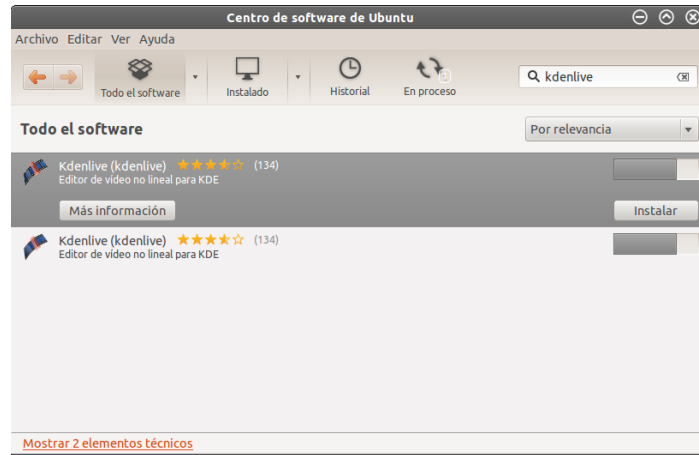 Centro de software de Ubuntu
Archivo Editar Ver Ayuda
Todo el software
Instalado
Historial
En proceso
kdenlive
Todo el software
Por relevancia
Kdenlive (kdenlive) (134)
Editor de vídeo no lineal para KDE
Más información
Instalar
Kdenlive (kdenlive) (134)
Editor de vídeo no lineal para KDE
Mostrar 2 elementos técnicos